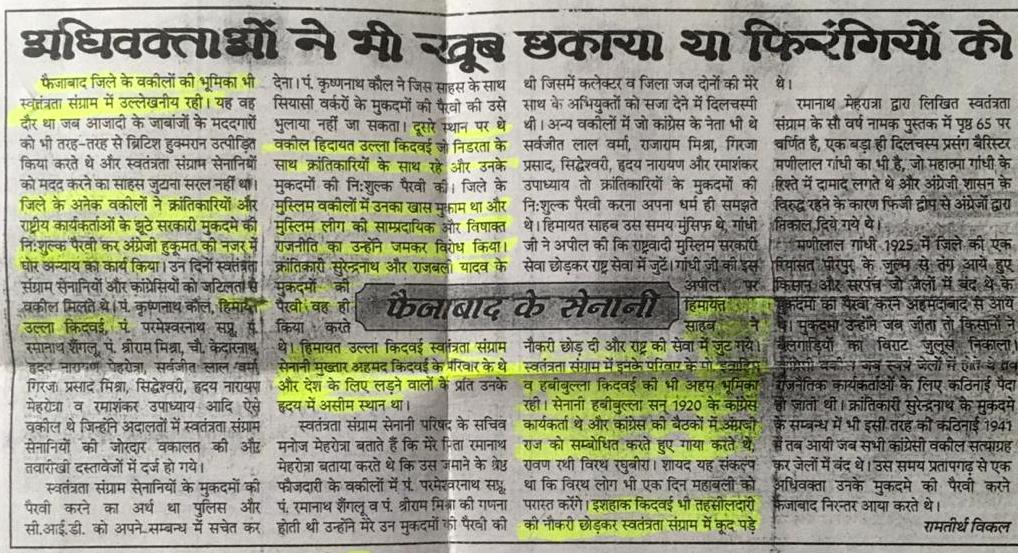 अधिवक्ताओं ने भी खूब छकाया था फिरंगियों को
फैजाबाद जिले के वकीलों की भूमिका भी
स्वतंत्रता संग्राम में उल्लेखनीय रही। यह वह
दौर था जब आजादी के जाबांजों के मददगारों
को भी तरह-तरह से ब्रिटिश हुक्मरान उत्पीड़ित
किया करते थे और स्वतंत्रता संग्राम सेनानियों
को मदद करने का साहस जुटाना सरल नहीं था।
जिले के अनेक वकीलों ने क्रांतिकारियों और
राष्ट्रीय कार्यकर्ताओं के झूठे सरकारी मुकदमे की
नि:शुल्क पैरवी कर अंग्रेजी हुकूमत की नजर में
घोर अन्याय का कार्य किया। उन दिनों स्वतंत्रता
संग्राम सेनानियों और कांग्रेसियों को जटिलता से
वकील मिलते थे। पं. कृष्णनाथ कौल, हिमायत
उल्ला किदवई, पं. परमेश्वरनाथ सप्रू, पं.
रमानाथ शैंगलू, पं. श्रीराम मिश्रा, चौ. केदारनाथ,
हृदय नारायण मेहरोत्रा, सर्वजीत लाल वर्मा,
गिरजा प्रसाद मिश्रा, सिद्धेश्वरी, हृदय नारायण
मेहरोत्रा व रमाशंकर उपाध्याय आदि ऐसे
वकील थे जिन्होंने अदालतों में स्वतंत्रता संग्राम
सेनानियों की जोरदार वकालत की और
तवारीखी दस्तावेजों में दर्ज हो गये।
स्वतंत्रता संग्राम सेनानियों के मुकदमों की
पैरवी करने का अर्थ था पुलिस और
सी.आई.डी. को अपने सम्बन्ध में सचेत कर
देना। पं. कृष्णनाथ कौल ने जिस साहस के साथ
सियासी वर्करों के मुकदमों की पैरवी की उसे
भुलाया नहीं जा सकता। दूसरे स्थान पर थे
वकील हिदायत उल्ला किदवई जो निडरता के
साथ क्रांतिकारियों के साथ रहे और उनके
मुकदमों की नि:शुल्क पैरवी की। जिले के
मुस्लिम वकीलों में उनका खास मुकाम था और
मुस्लिम लीग की साम्प्रदायिक और विषाक्त
राजनीति का उन्होंने जमकर विरोध किया।
क्रांतिकारी सुरेन्द्रनाथ और राजबली यादव के
मुकदमों की
पैरवी वह ही
किया करते
थे। हिमायत उल्ला किदवई स्वतंत्रता संग्राम
सेनानी मुख्तार अहमद किदवई के परिवार के थे
और देश के लिए लड़ने वालों के प्रति उनके
हृदय में असीम स्थान था।
स्वतंत्रता संग्राम सेनानी परिषद के सचिव
मनोज मेहरोत्रा बताते हैं कि मेरे पिता रमानाथ
मेहरोत्रा बताया करते थे कि उस जमाने के श्रेष्ठ
फौजदारी के वकीलों में पं. परमेश्वरनाथ सप्रू,
पं. रमानाथ शैंगलू व पं. श्रीराम मिश्रा की गणना
होती थी उन्होंने मेरे उन मुकदमों की पैरवी की
फैजाबाद के सेनानी
थी जिसमें कलेक्टर व जिला जज दोनों की मेरे
साथ के अभियुक्तों को सजा देने में दिलचस्पी
थी। अन्य वकीलों में जो कांग्रेस के नेता भी थे
सर्वजीत लाल वर्मा, राजाराम मिश्रा, गिरजा
प्रसाद, सिद्धेश्वरी, हृदय नारायण और रमाशंकर
उपाध्याय तो क्रांतिकारियों के मुकदमों की
नि:शुल्क पैरवी करना अपना धर्म ही समझते
थे। हिमायत साहब उस समय मुंसिफ थे, गांधी
जी ने अपील की कि राष्ट्रवादी मुस्लिम सरकारी
सेवा छोड़कर राष्ट्र सेवा में जुटें। गांधी जी की इस
अपील पर
हिमायत
साहब ने
नौकरी छोड़ दी और राष्ट्र की सेवा में जुट गये।
स्वतंत्रता संग्राम में इनके परिवार के मो.
व हबीबुल्ला किदवई की भी अहम भूमिका
रही। सेनानी हबीबुल्ला सन् 1920 के कांग्रेस
कार्यकर्ता थे और कांग्रेस की बैठकों में अंग्रेजी
राज को सम्बोधित करते हुए गाया करते थे,
रावण रथी विरथ रघुबीरा। शायद यह संकल्प
था कि विरथ लोग भी एक दिन महाबली को
परास्त करेंगे। इशहाक किदवई भी तहसीलदारी
की नौकरी छोड़कर स्वतंत्रता संग्राम में कूद पड़े
थे।
रमानाथ मेहरोत्रा द्वारा लिखित स्वतंत्रता
संग्राम के सौ वर्ष नामक पुस्तक में पृष्ठ 65 पर
वर्णित है, एक बड़ा ही दिलचस्प प्रसंग बैरिस्टर
मणीलाल गांधी का भी है, जो महात्मा गांधी के
रिश्ते में दामाद लगते थे और अंग्रेजी शासन के
विरुद्ध रहने के कारण फिजी द्वीप से अंग्रेजों द्वारा
निकाल दिये गये थे।
मणीलाल गांधी 1925 में जिले की एक
रियासत पीरपुर के जुल्म से तंग आये हुए
किसान और सरपंच जो जेलों में बंद थे के
मुकदमों की पैरवी करने अहमदाबाद से आये
थे। मुकदमा उन्होंने जब जीता तो किसानों ने
बैलगाड़ियों का विराट जुलूस निकाला।
राजनैतिक कार्यकर्ताओं के लिए कठिनाई पैदा
हो जाती थी। क्रांतिकारी सुरेन्द्रनाथ के मुकदमे
के सम्बन्ध में भी इसी तरह की कठिनाई 1941
में तब आयी जब सभी कांग्रेसी वकील सत्याग्रह
कर जेलों में बंद थे। उस समय प्रतापगढ़ से एक
अधिवक्ता उनके मुकदमे की पैरवी करने
फैजाबाद निरन्तर आया करते थे।
रामतीर्थ विकल